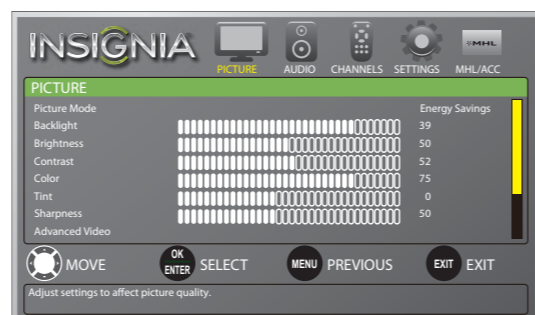 INSIGNIA
PICTURE AUDIO CHANNELS SETTINGS MHL MHL/ACC
PICTURE
Picture Mode Energy Savings
Backlight 39
Brightness 50
Contrast 52
Color 75
Tint 0
Sharpness 50
Advanced Video
MOVE OK ENTER SELECT MENU PREVIOUS EXIT EXIT
Adjust settings to affect picture quality.